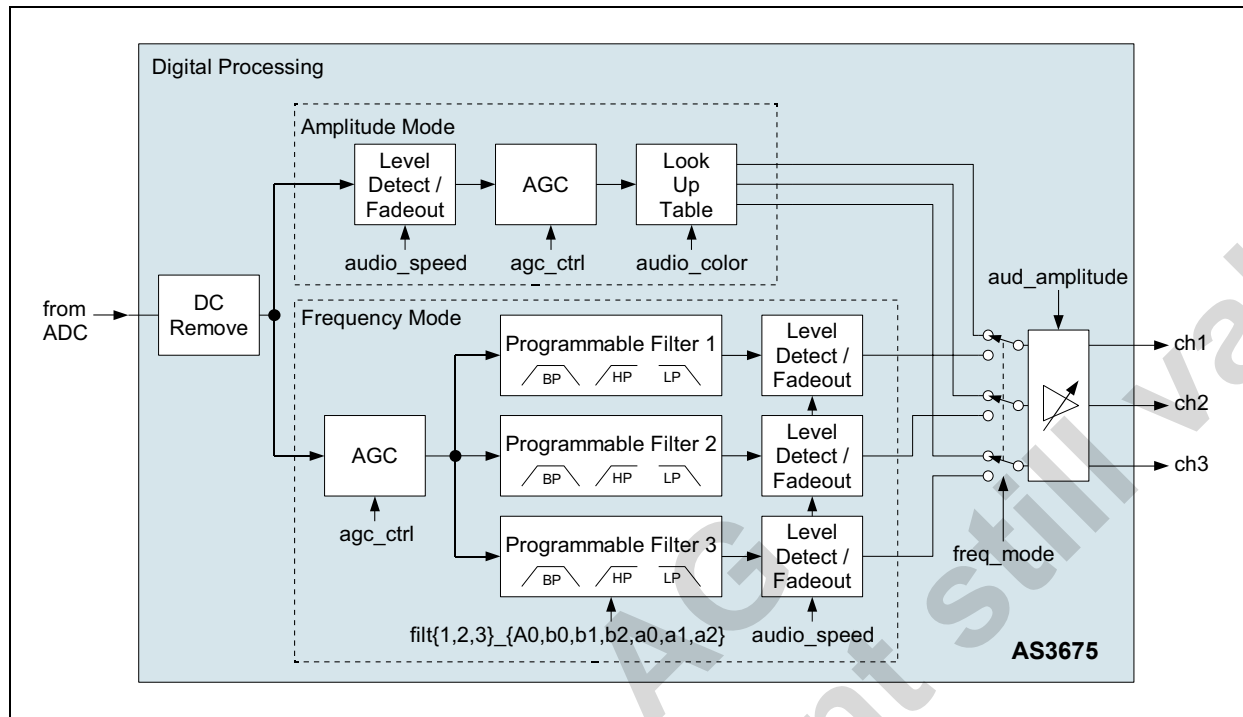 Digital Processing
Amplitude Mode
Level
Detect /
Fadeout
AGC
Look
Up
Table
audio_speed
agc_ctrl
audio_color
from
ADC
DC
Remove
Frequency Mode
AGC
agc_ctrl
Programmable Filter 1
BP HP LP
Level
Detect /
Fadeout
Programmable Filter 2
BP HP LP
Level
Detect /
Fadeout
Programmable Filter 3
BP HP LP
Level
Detect /
Fadeout
filt{1,2,3}_{A0,b0,b1,b2,a0,a1,a2}
audio_speed
aud_amplitude
ch1
ch2
ch3
freq_mode
AS3675
AG
still